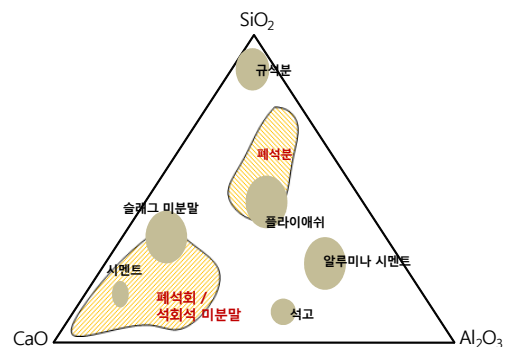 SiO₂
규석분
폐석분
슬래그 미분말
플라이애쉬
알루미나 시멘트
시멘트
폐석회 /
석회석 미분말
석고
CaO
Al₂O₃